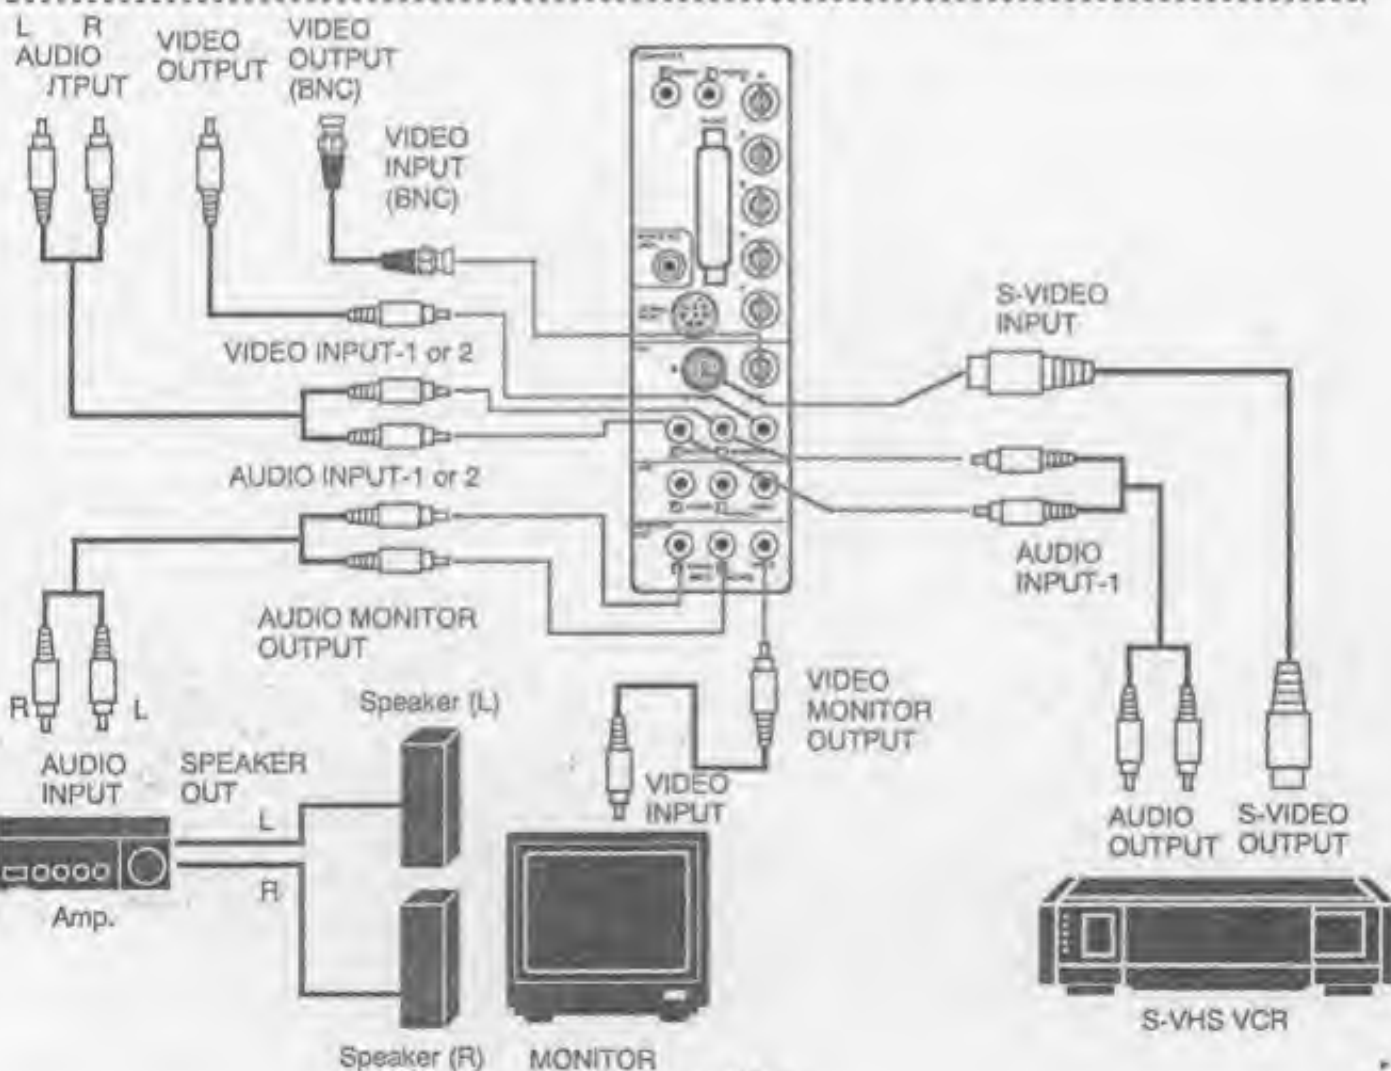 L R
AUDIO
UTPUT
VIDEO
OUTPUT
VIDEO
OUTPUT
(BNC)
VIDEO
INPUT
(BNC)
VIDEO INPUT-1 or 2
AUDIO INPUT-1 or 2
AUDIO MONITOR
OUTPUT
S-VIDEO
INPUT
AUDIO
INPUT-1
R L
AUDIO
INPUT
SPEAKER
OUT
L
R
Amp.
Speaker (L)
Speaker (R)
VIDEO
INPUT
MONITOR
VIDEO
MONITOR
OUTPUT
AUDIO
OUTPUT
S-VIDEO
OUTPUT
S-VHS VCR